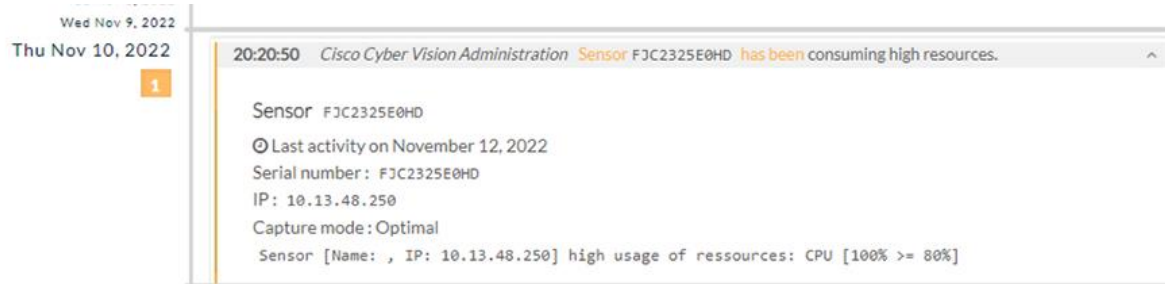 Wed Nov 9, 2022
Thu Nov 10, 2022
1
20:20:50 Cisco Cyber Vision Administration Sensor FJC2325E0HD has been consuming high resources.
Sensor FJC2325E0HD
Last activity on November 12, 2022
Serial number: FJC2325E0HD
IP: 10.13.48.250
Capture mode: Optimal
Sensor [Name: , IP: 10.13.48.250] high usage of ressources: CPU [100% >= 80%]